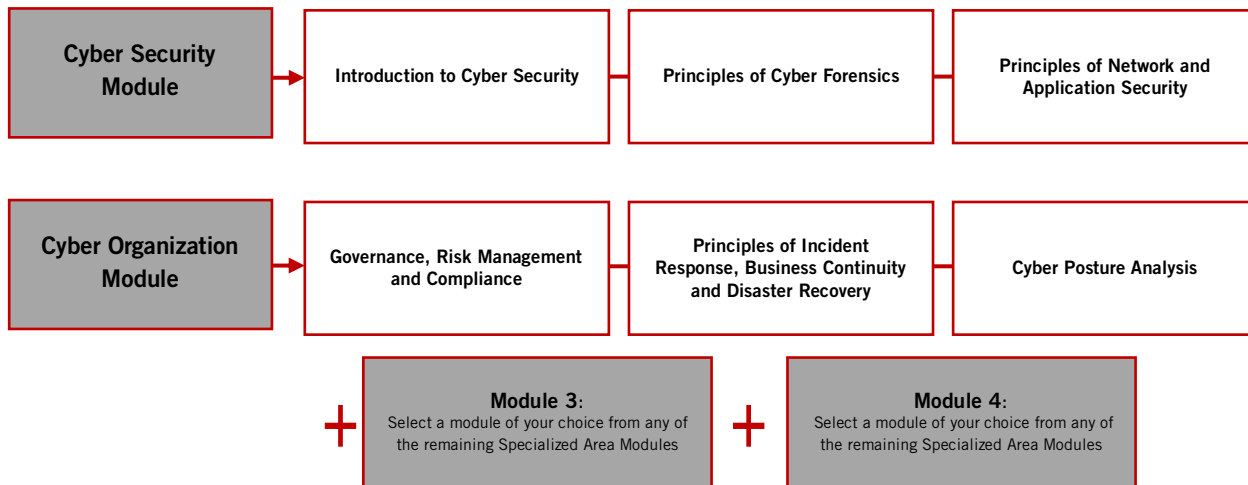 Cyber Security
Module
Introduction to Cyber Security
Principles of Cyber Forensics
Principles of Network and
Application Security
Cyber Organization
Module
Governance, Risk Management
and Compliance
Principles of Incident
Response, Business Continuity
and Disaster Recovery
Cyber Posture Analysis
+
Module 3:
Select a module of your choice from any of
the remaining Specialized Area Modules
+
Module 4:
Select a module of your choice from any of
the remaining Specialized Area Modules